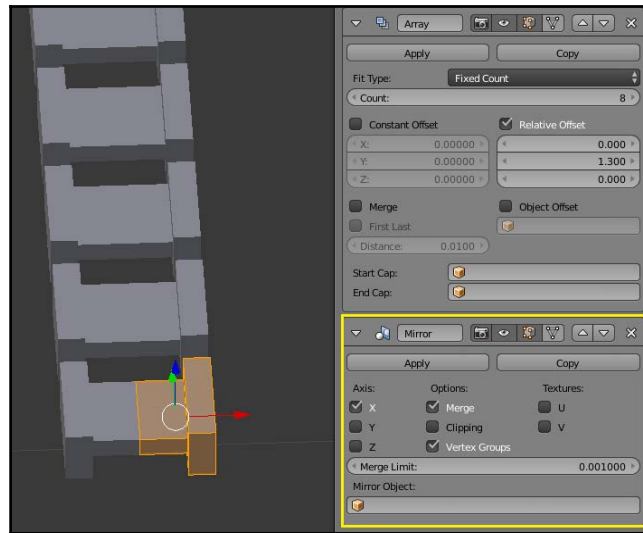 Array
Apply Copy
Fit Type: Fixed Count
Count: 8
Constant Offset Relative Offset
X: 0.00000 0.000
Y: 0.00000 1.300
Z: 0.00000 0.000
Merge Object Offset
First Last
Distance: 0.0100
Start Cap:
End Cap:
Mirror
Apply Copy
Axis: Options: Textures:
X Merge U
Y Clipping V
Z Vertex Groups
Merge Limit: 0.001000
Mirror Object: